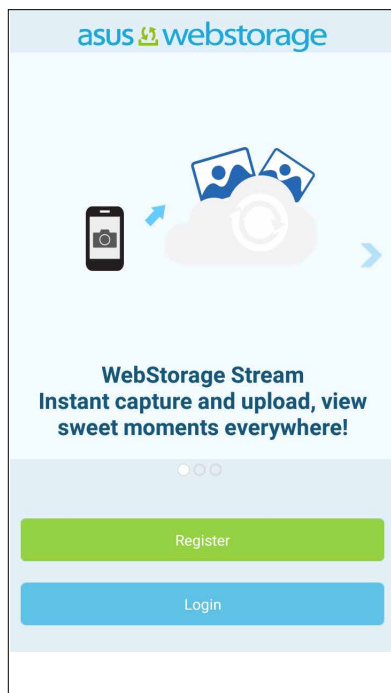 asus webstorage
WebStorage Stream
Instant capture and upload, view
sweet moments everywhere!
Register
Login